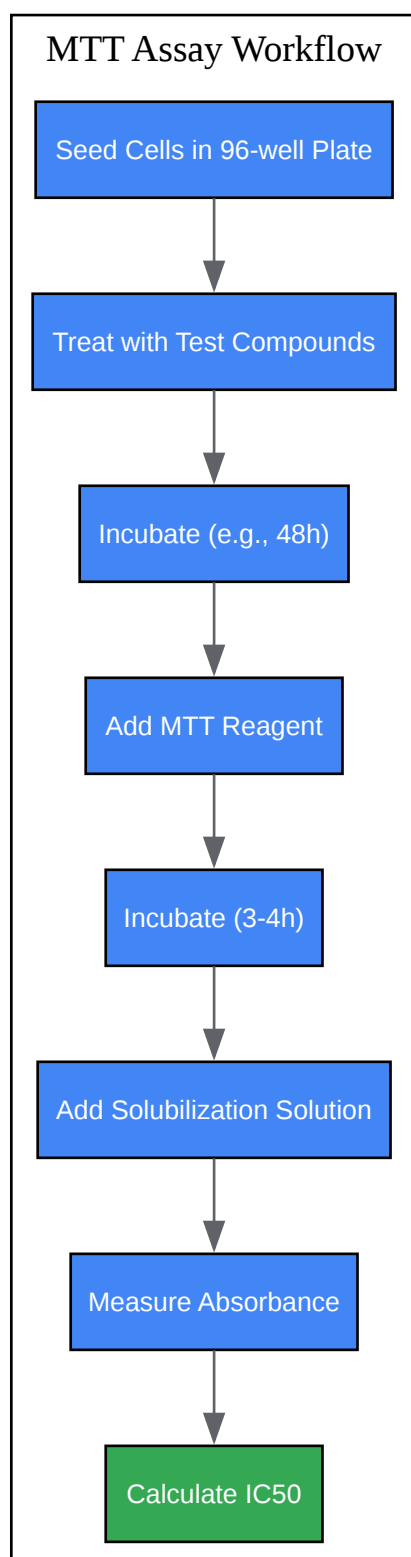 MTT Assay Workflow
Seed Cells in 96-well Plate
Treat with Test Compounds
Incubate (e.g., 48h)
Add MTT Reagent
Incubate (3-4h)
Add Solubilization Solution
Measure Absorbance
Calculate IC50